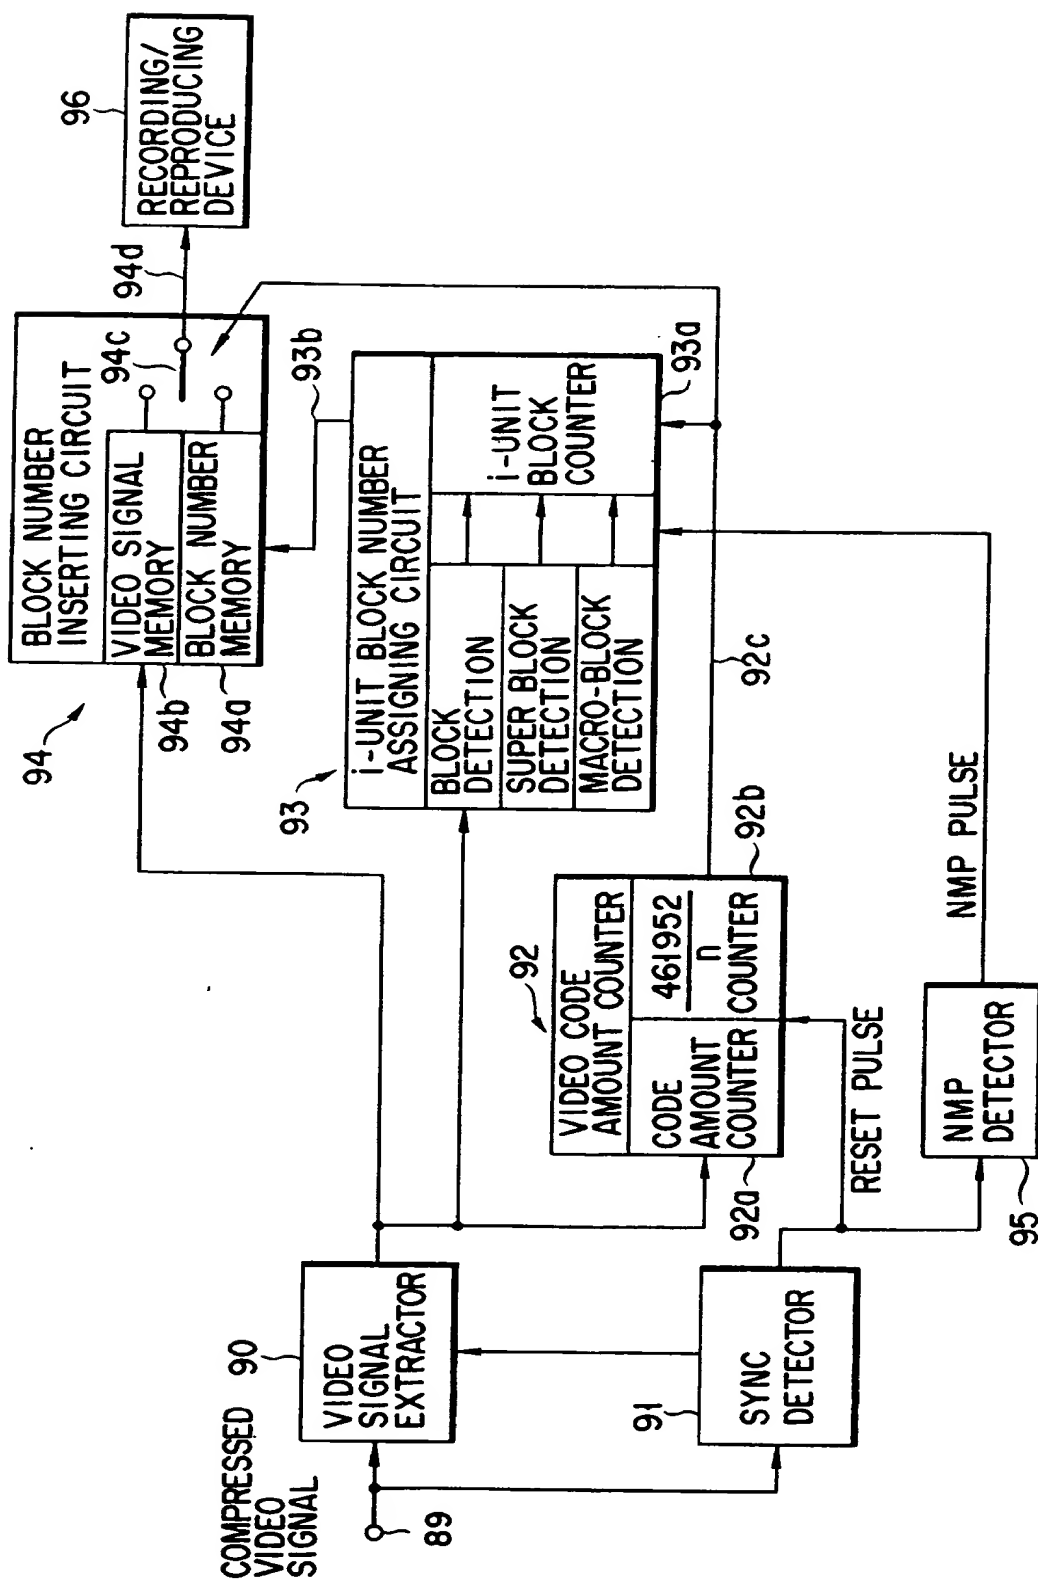 COMPRESSED
VIDEO
SIGNAL
89
90
VIDEO
SIGNAL
EXTRACTOR
91
SYNC
DETECTOR
92
VIDEO CODE
AMOUNT COUNTER
CODE
AMOUNT
COUNTER
461952
n
COUNTER
92a
92b
92c
RESET PULSE
NMP
DETECTOR
95
NMP PULSE
93
i-UNIT BLOCK NUMBER
ASSIGNING CIRCUIT
BLOCK
DETECTION
SUPER BLOCK
DETECTION
MACRO-BLOCK
DETECTION
i-UNIT
BLOCK
COUNTER
93a
93b
94
BLOCK NUMBER
INSERTING CIRCUIT
VIDEO SIGNAL
MEMORY
BLOCK NUMBER
MEMORY
94b
94a
94c
94d
96
RECORDING/
REPRODUCING
DEVICE